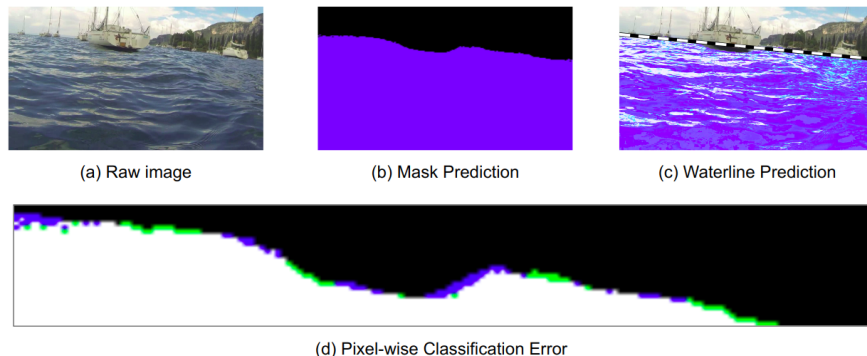 (a) Raw image
(b) Mask Prediction
(c) Waterline Prediction
(d) Pixel-wise Classification Error